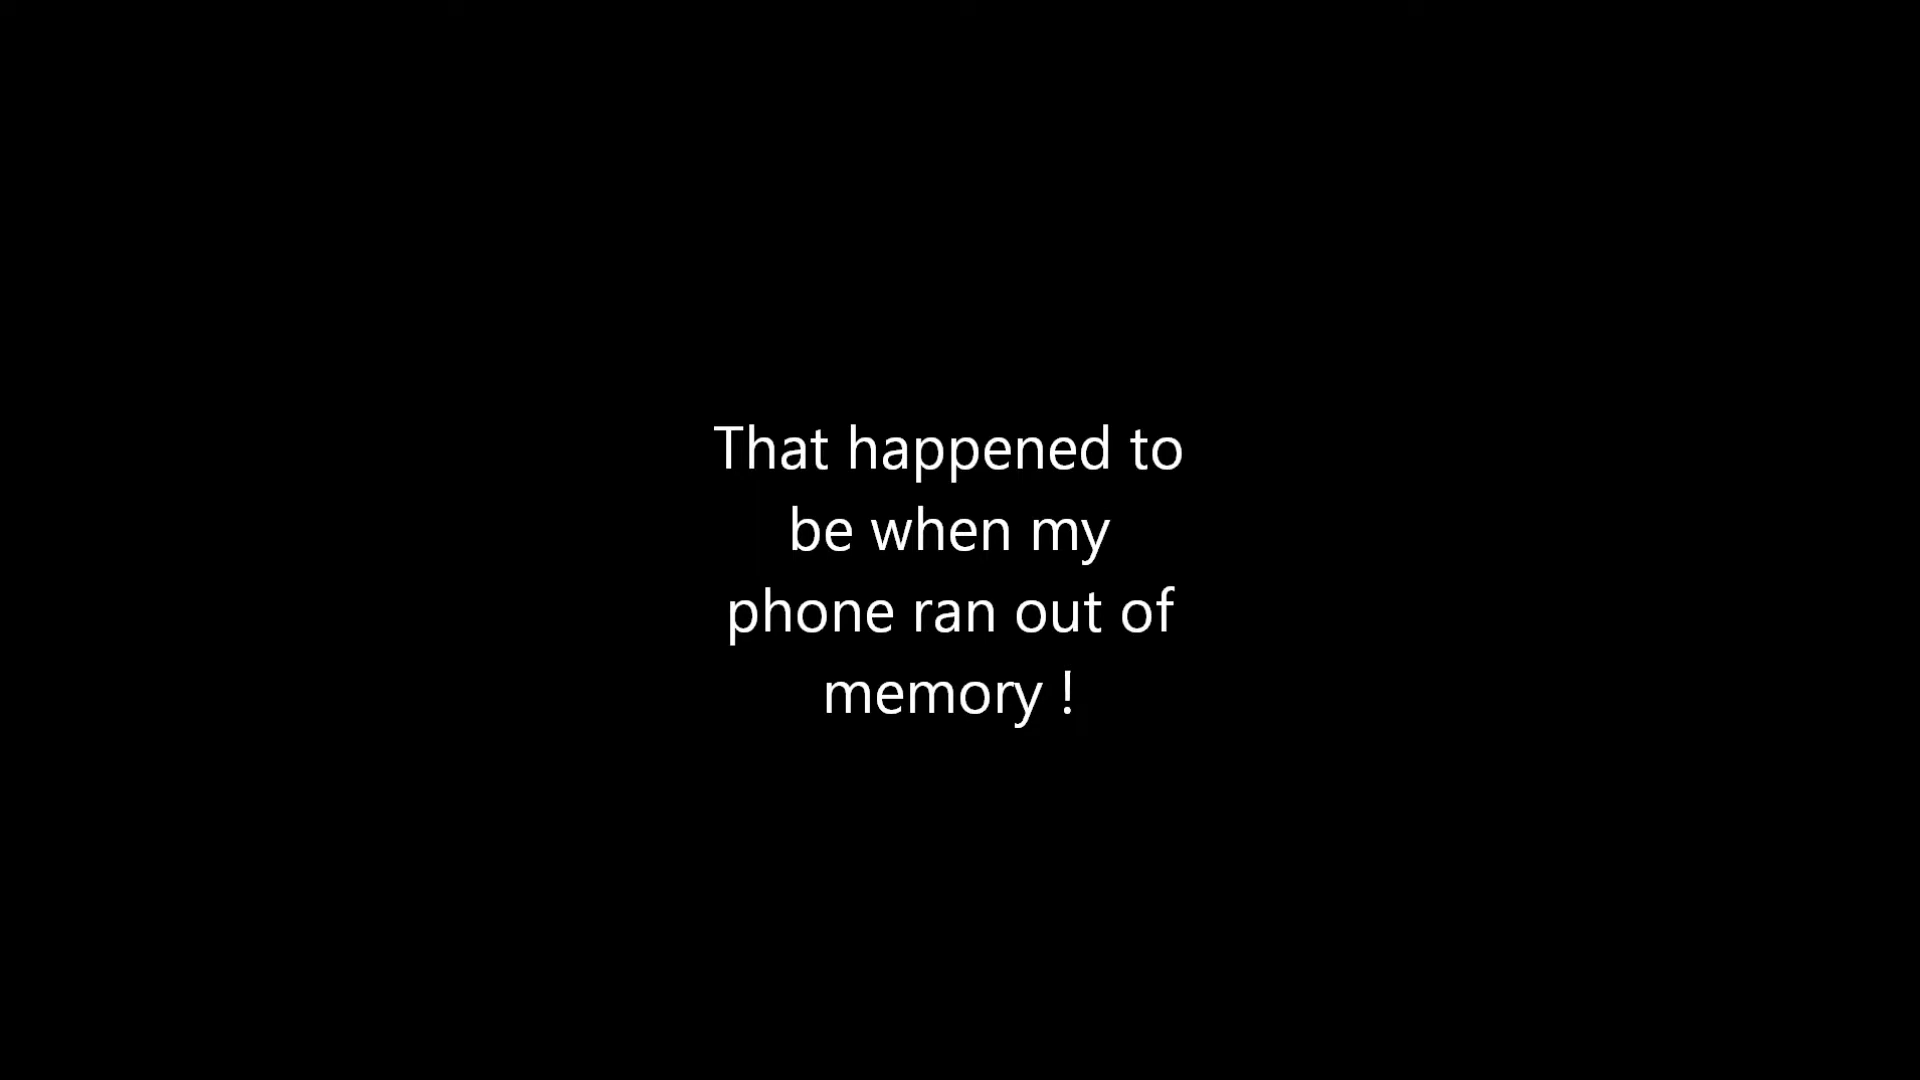 That happened to
be when my
phone ran out of
memory !